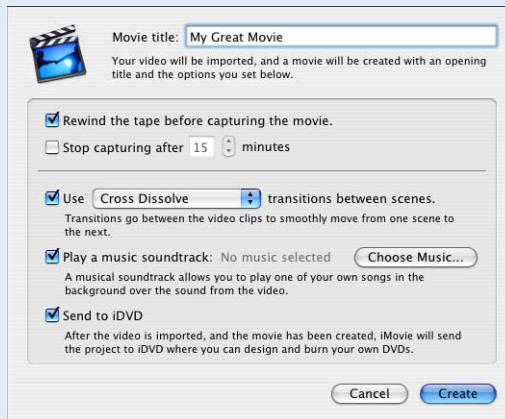 Movie title: My Great Movie
Your video will be imported, and a movie will be created with an opening
title and the options you set below.
Rewind the tape before capturing the movie.
Stop capturing after 15 minutes
Use Cross Dissolve transitions between scenes.
Transitions go between the video clips to smoothly move from one scene to
the next.
Play a music soundtrack: No music selected Choose Music...
A musical soundtrack allows you to play one of your own songs in the
background over the sound from the video.
Send to iDVD
After the video is imported, and the movie has been created, iMovie will send
the project to iDVD where you can design and burn your own DVDs.
Cancel Create